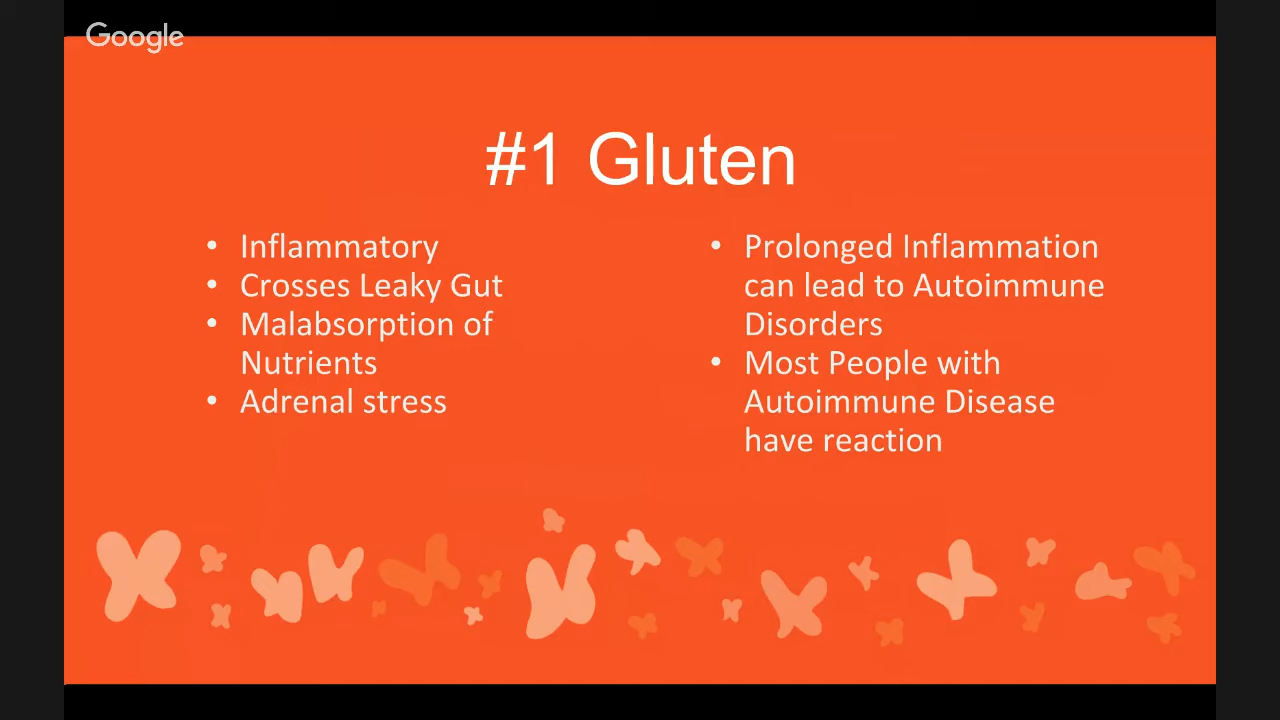 Google
#1 Gluten
• Inflammatory
• Crosses Leaky Gut
• Malabsorption of
Nutrients
• Adrenal stress
• Prolonged Inflammation
can lead to Autoimmune
Disorders
• Most People with
Autoimmune Disease
have reaction